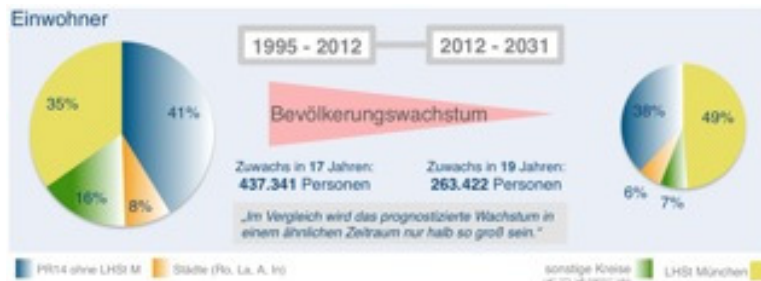 Einwohner
1995 - 2012
2012 - 2031
35%
41%
16%
8%
Bevölkerungswachstum
38%
49%
6%
7%
Zuwachs in 17 Jahren:
437.341 Personen
Zuwachs in 19 Jahren:
263.422 Personen
„Im Vergleich wird das prognostizierte Wachstum in
einem ähnlichen Zeitraum nur halb so groß sein.“
PR14 ohne LHSt M
Städte (Ro, La, A, In)
sonstige Kreise
LHSt München